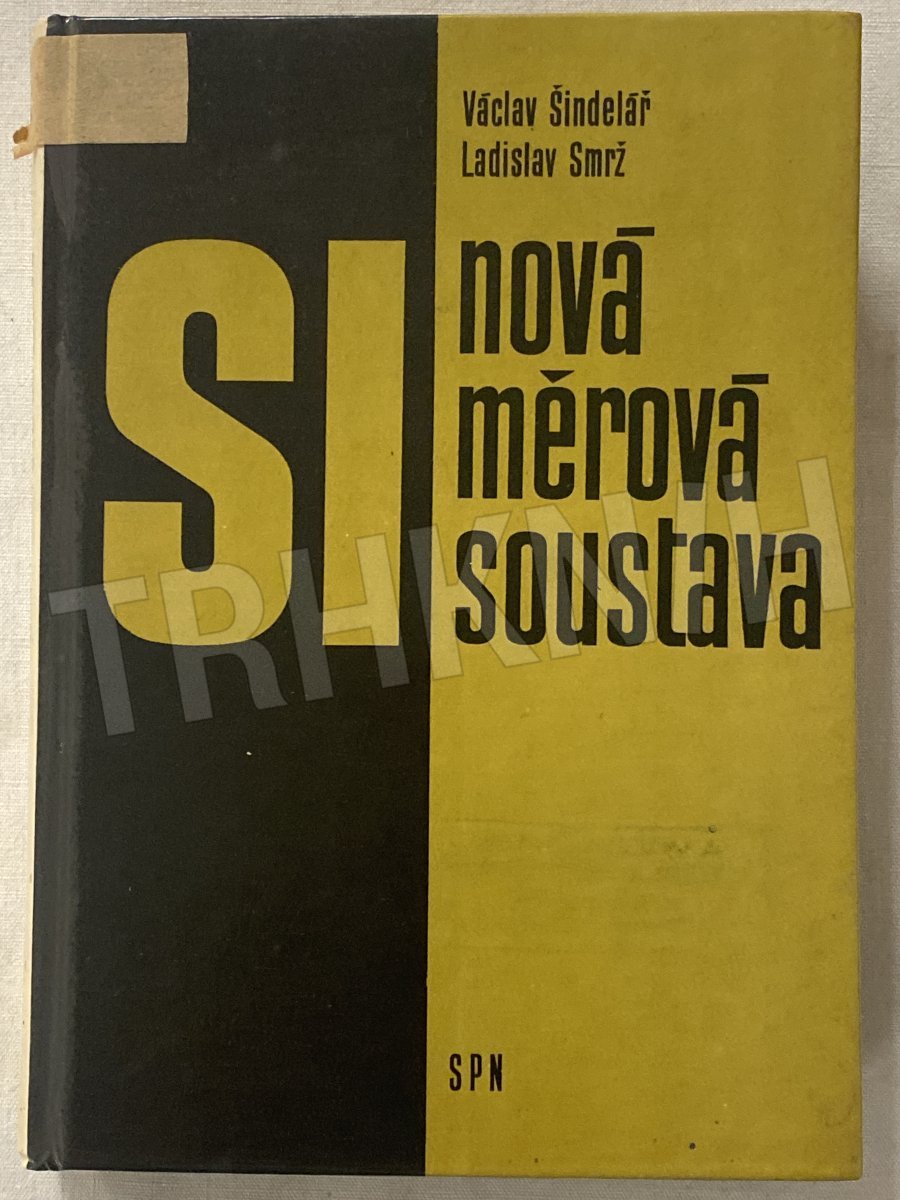 Václav Šindelář
Ladislav Smrž
SI
nová
měrová
soustava
TRHKNIH
SPN